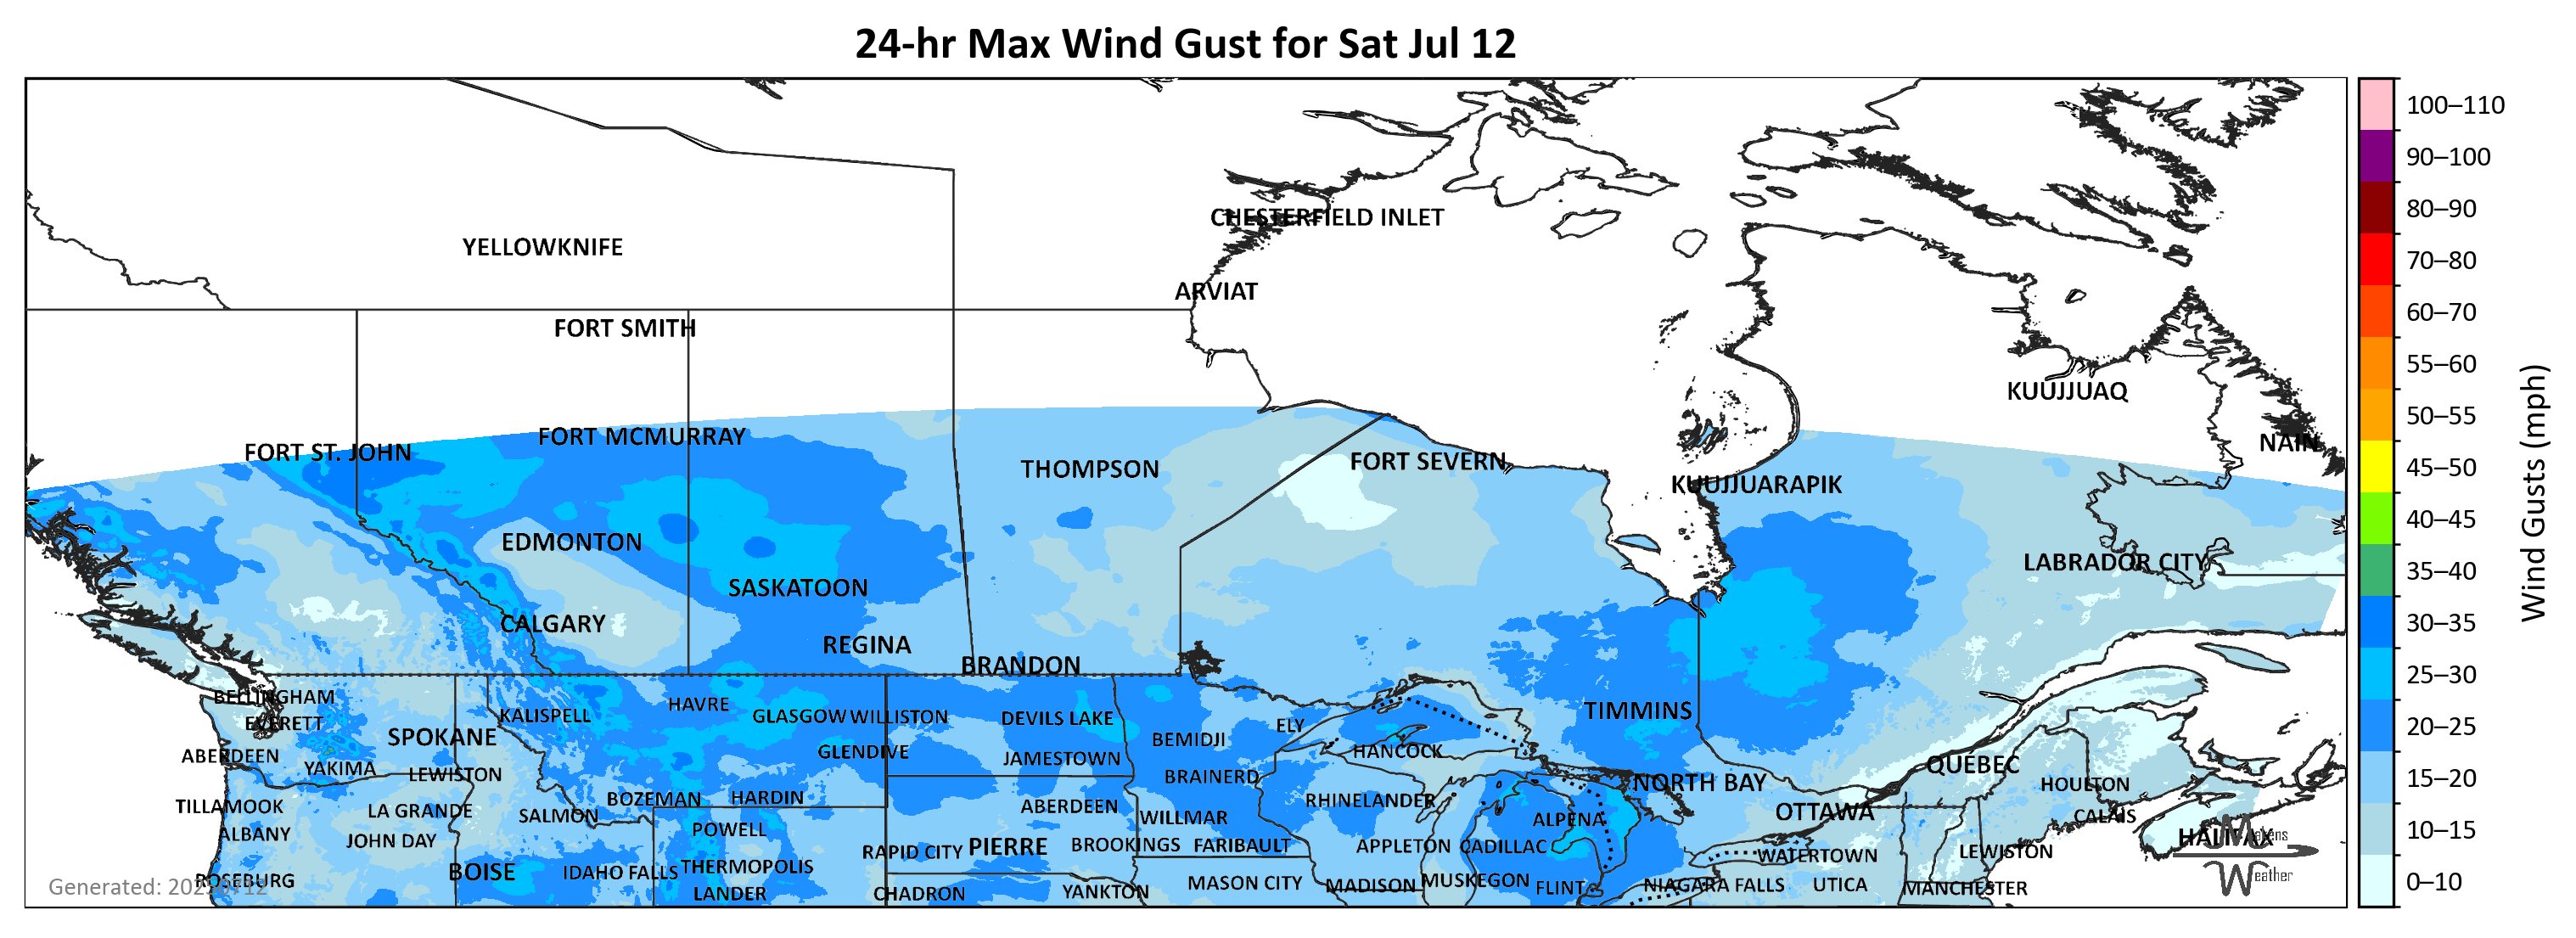 24-hr Max Wind Gust for Sat Jul 12
100–110
90–100
80–90
70–80
60–70
55–60
50–55
45–50
40–45
35–40
30–35
25–30
20–25
15–20
10–15
0–10
Wind Gusts (mph)
CHESTERFIELD INLET
YELLOWKNIFE
ARVIAT
FORT SMITH
KUUJJUAQ
FORT MCMURRAY
NAIN
FORT ST. JOHN
FORT SEVERN
THOMPSON
KUUJJUARAPIK
EDMONTON
LABRADOR CITY
SASKATOON
CALGARY
REGINA
BRANDON
BELLINGHAM
HAVRE
TIMMINS
KALISPELL
GLASGOW
WILLISTON
DEVILS LAKE
EVERETT
ELY
SPOKANE
BEMIDJI
GLENDIVE
HANCOCK
ABERDEEN
JAMESTOWN
QUEBEC
YAKIMA
LEWISTON
BRAINERD
NORTH BAY
HOULTON
BOZEMAN
HARDIN
RHINELANDER
TILLAMOOK
LA GRANDE
SALMON
ABERDEEN
WILLMAR
ALPENA
OTTAWA
CALAIS
ALBANY
JOHN DAY
POWELL
HALIFAX
RAPID CITY
PIERRE
BROOKINGS
FARIBAULT
APPLETON
CADILLAC
WATERTOWN
LEWISTON
BOISE
IDAHO FALLS
THERMOPOLIS
ROSEBURG
MASON CITY
MADISON
MUSKEGON
FLINT
NIAGARA FALLS
UTICA
MANCHESTER
LANDER
CHADRON
YANKTON
Weather